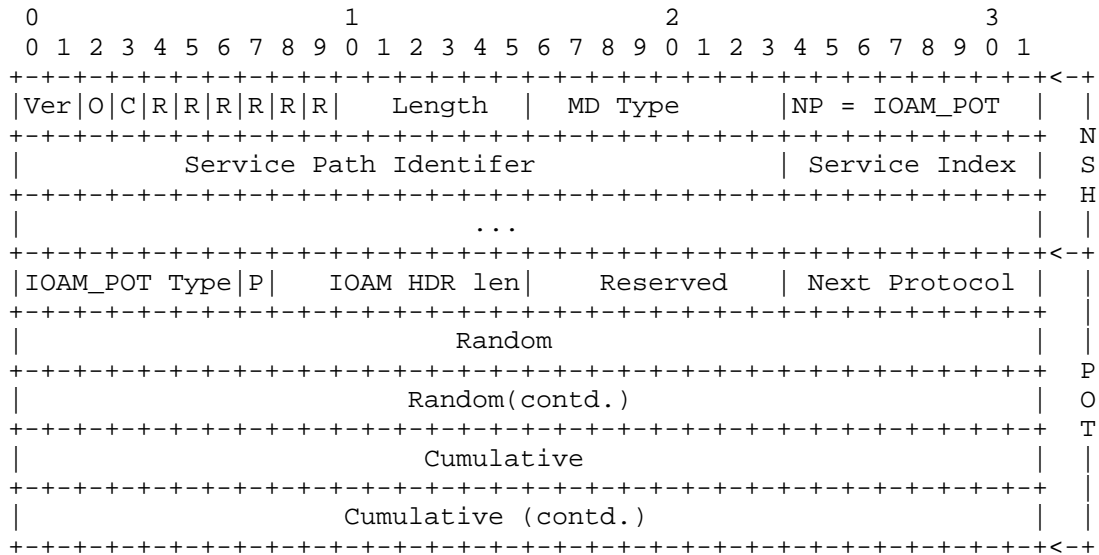 0                   1                   2                   3
 0 1 2 3 4 5 6 7 8 9 0 1 2 3 4 5 6 7 8 9 0 1 2 3 4 5 6 7 8 9 0 1
+-+-+-+-+-+-+-+-+-+-+-+-+-+-+-+-+-+-+-+-+-+-+-+-+-+-+-+-+-+-+-+-+<-+
|Ver|O|C|R|R|R|R|R|R|   Length  |  MD Type      |NP = IOAM_POT  |  |
+-+-+-+-+-+-+-+-+-+-+-+-+-+-+-+-+-+-+-+-+-+-+-+-+-+-+-+-+-+-+-+-+  N
|          Service Path Identifer               | Service Index |  S
+-+-+-+-+-+-+-+-+-+-+-+-+-+-+-+-+-+-+-+-+-+-+-+-+-+-+-+-+-+-+-+-+  H
|                            ...                                |  |
+-+-+-+-+-+-+-+-+-+-+-+-+-+-+-+-+-+-+-+-+-+-+-+-+-+-+-+-+-+-+-+-+<-+
|IOAM_POT Type|P|   IOAM HDR len|    Reserved   | Next Protocol |  |
+-+-+-+-+-+-+-+-+-+-+-+-+-+-+-+-+-+-+-+-+-+-+-+-+-+-+-+-+-+-+-+-+  |
|                           Random                              |  |
+-+-+-+-+-+-+-+-+-+-+-+-+-+-+-+-+-+-+-+-+-+-+-+-+-+-+-+-+-+-+-+-+  P
|                        Random(contd.)                         |  O
+-+-+-+-+-+-+-+-+-+-+-+-+-+-+-+-+-+-+-+-+-+-+-+-+-+-+-+-+-+-+-+-+  T
|                         Cumulative                            |  |
+-+-+-+-+-+-+-+-+-+-+-+-+-+-+-+-+-+-+-+-+-+-+-+-+-+-+-+-+-+-+-+-+  |
|                    Cumulative (contd.)                        |  |
+-+-+-+-+-+-+-+-+-+-+-+-+-+-+-+-+-+-+-+-+-+-+-+-+-+-+-+-+-+-+-+-+<-+